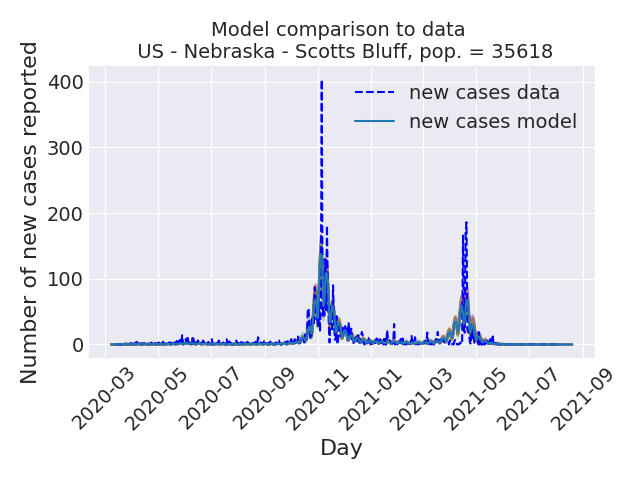 Model comparison to data
US - Nebraska - Scotts Bluff, pop. = 35618
Number of new cases reported
400
300
200
100
0
new cases data
new cases model
2020-03
2020-05
2020-07
2020-09
2020-11
2021-01
2021-03
2021-05
2021-07
2021-09
Day